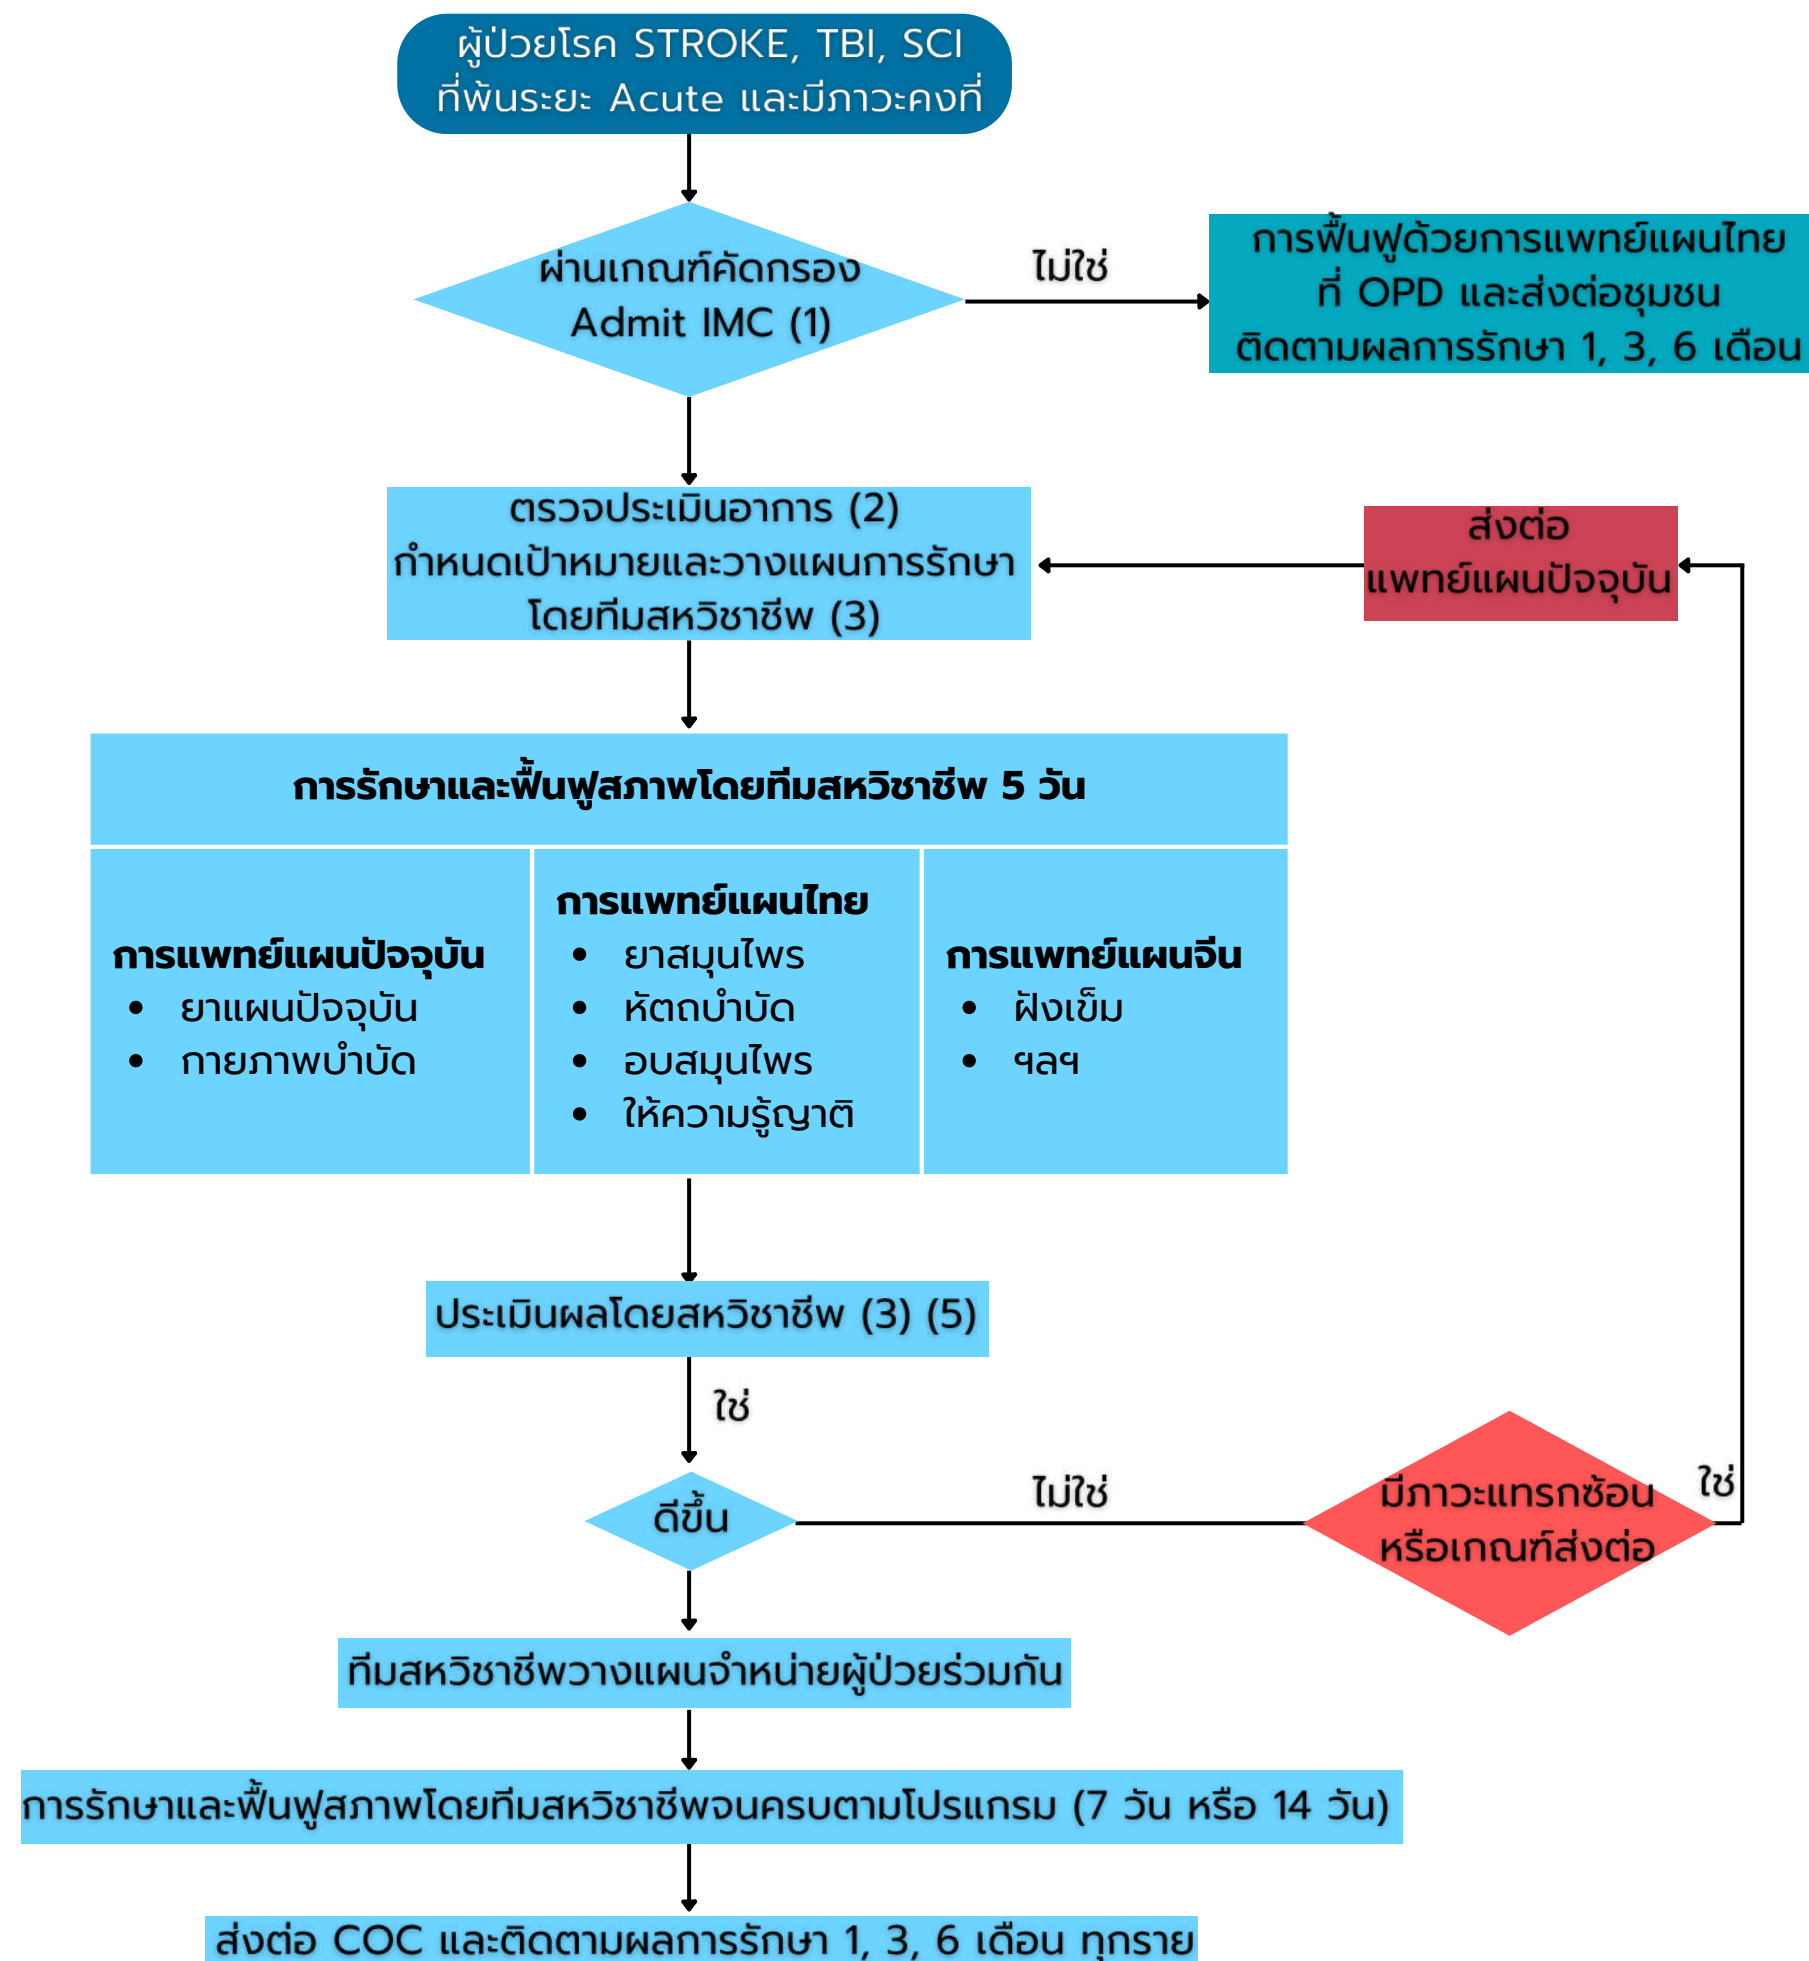 ผู้ป่วยโรค STROKE, TBI, SCI
ที่พ้นระยะ Acute และมีภาวะคงที่
ผ่านเกณฑ์คัดกรอง
Admit IMC (1)
ไม่ใช่
การฟื้นฟูด้วยการแพทย์แผนไทย
ที่ OPD และส่งต่อชุมชน
ติดตามผลการรักษา 1, 3, 6 เดือน
ตรวจประเมินอาการ (2)
กำหนดเป้าหมายและวางแผนการรักษา
โดยทีมสหวิชาชีพ (3)
ส่งต่อ
แพทย์แผนปัจจุบัน
การรักษาและฟื้นฟูสภาพโดยทีมสหวิชาชีพ 5 วัน
การแพทย์แผนปัจจุบัน
• ยาแผนปัจจุบัน
• กายภาพบำบัด
การแพทย์แผนไทย
• ยาสมุนไพร
• หัตถบำบัด
• อบสมุนไพร
• ให้ความรู้ญาติ
การแพทย์แผนจีน
• ฝังเข็ม
• ฯลฯ
ประเมินผลโดยสหวิชาชีพ (3) (5)
ใช่
ดีขึ้น
ไม่ใช่
มีภาวะแทรกซ้อน
หรือเกณฑ์ส่งต่อ
ใช่
ทีมสหวิชาชีพวางแผนจำหน่ายผู้ป่วยร่วมกัน
การรักษาและฟื้นฟูสภาพโดยทีมสหวิชาชีพจนครบตามโปรแกรม (7 วัน หรือ 14 วัน)
ส่งต่อ COC และติดตามผลการรักษา 1, 3, 6 เดือน ทุกราย